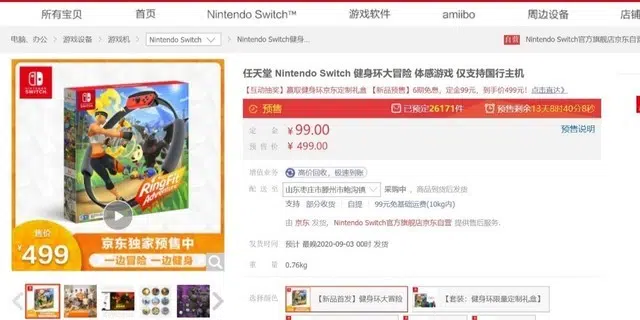 所有宝贝 首页 Nintendo Switch™ 游戏软件 amiibo 周边设备 店铺
电脑、办公 > 游戏设备 > 游戏机 > Nintendo Switch > Nintendo Switch健身... 自营 Nintendo Switch官方旗舰店京东自营
NINTENDO
SWITCH
RingFit
Adventure
售价
¥499
京东独家预售中
一边冒险 一边健身
任天堂 Nintendo Switch 健身环大冒险 体感游戏 仅支持国行主机
【互动抽奖】赢取健身环京东定制礼盒 【新品预售】6期免息，定金99元，到手价499元！点击直达》
预售 已预定26171件 预售剩余13天8时40分8秒
定 金 ￥99.00 预售说明
预 售 价 ￥499.00
增值业务 高价回收，极速到账
配 送 至 山东枣庄市滕州市鲍沟镇 采购中，商品包货后发货
支持 部分收货 自提 99元免基础运费(10kg内)
由 京东 发货，Nintendo Switch官方旗舰店京东自营 提供售后服务.
发货时间 预计 最晚2020-09-03 00时 发货
重 量 0.76kg
选择颜色 【新品首发】健身环大冒险 【套装：健身环限量定制礼盒】